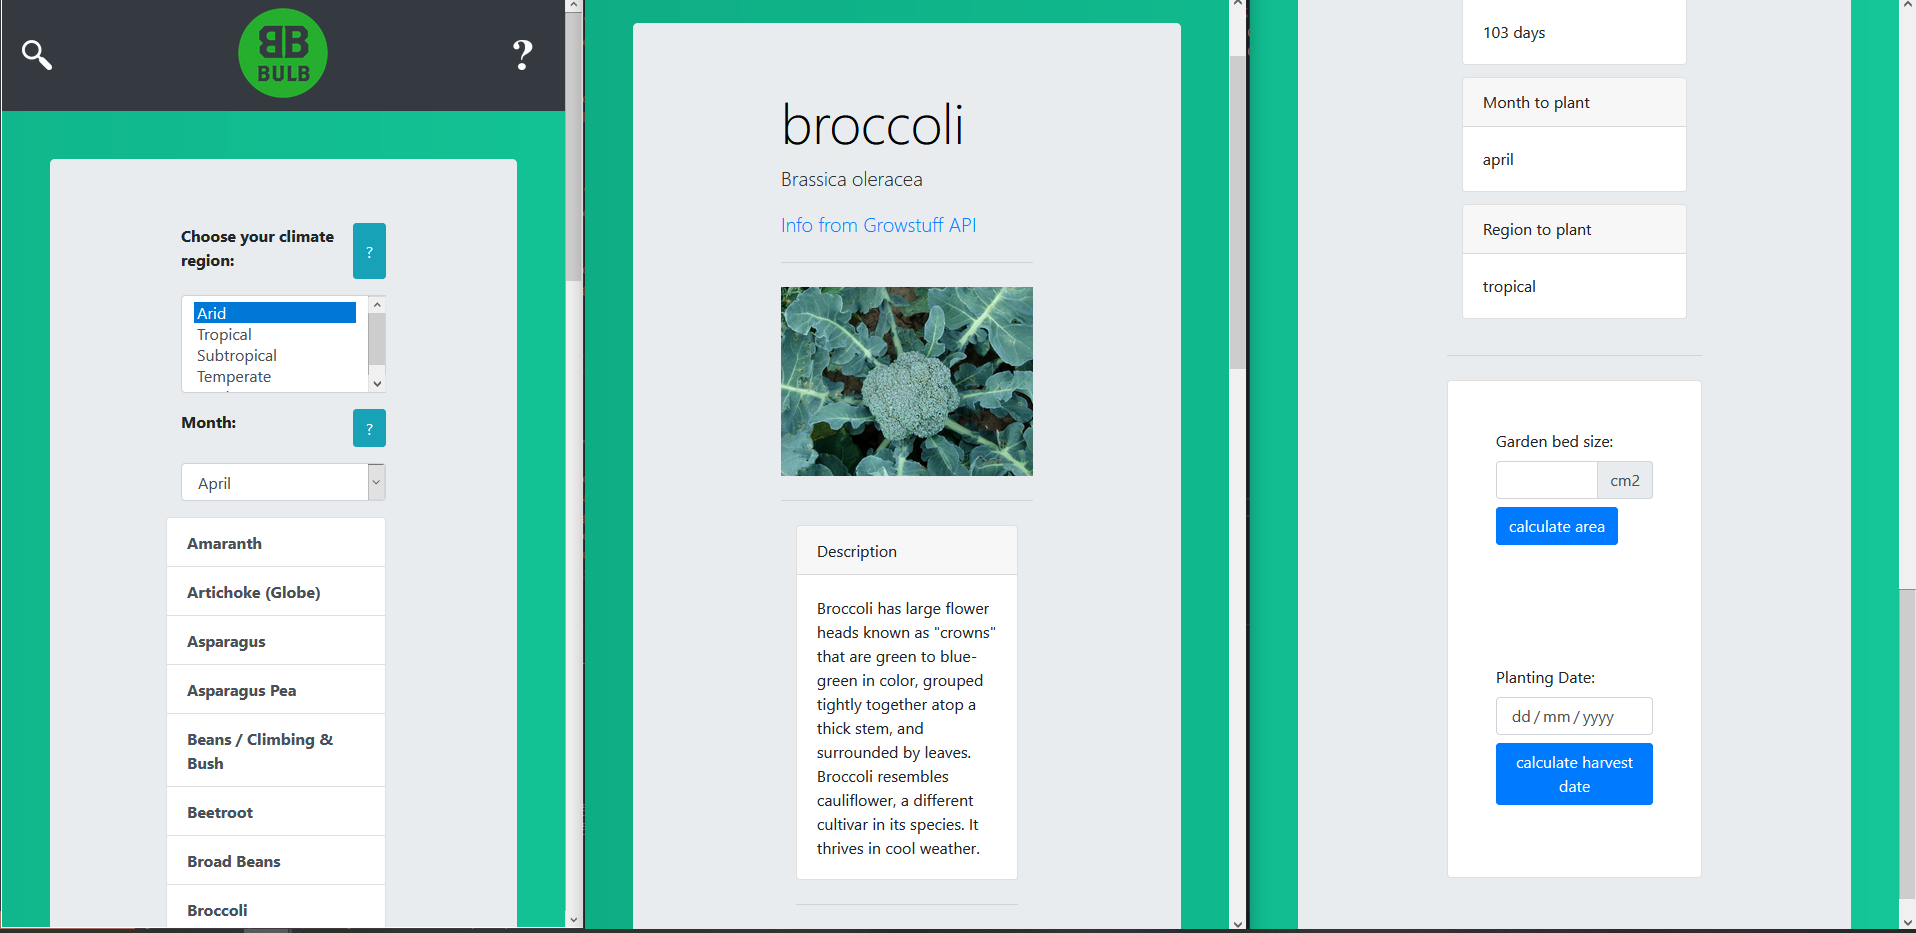 BB
BULB
?
Choose your climate
region:
?
Arid
Tropical
Subtropical
Temperate
Month:
?
April
Amaranth
Artichoke (Globe)
Asparagus
Asparagus Pea
Beans / Climbing &
Bush
Beetroot
Broad Beans
Broccoli
broccoli
Brassica oleracea
Info from Growstuff API
Description
Broccoli has large flower
heads known as "crowns"
that are green to blue-
green in color, grouped
tightly together atop a
thick stem, and
surrounded by leaves.
Broccoli resembles
cauliflower, a different
cultivar in its species. It
thrives in cool weather.
103 days
Month to plant
april
Region to plant
tropical
Garden bed size:
cm2
calculate area
Planting Date:
dd / mm / yyyy
calculate harvest
date